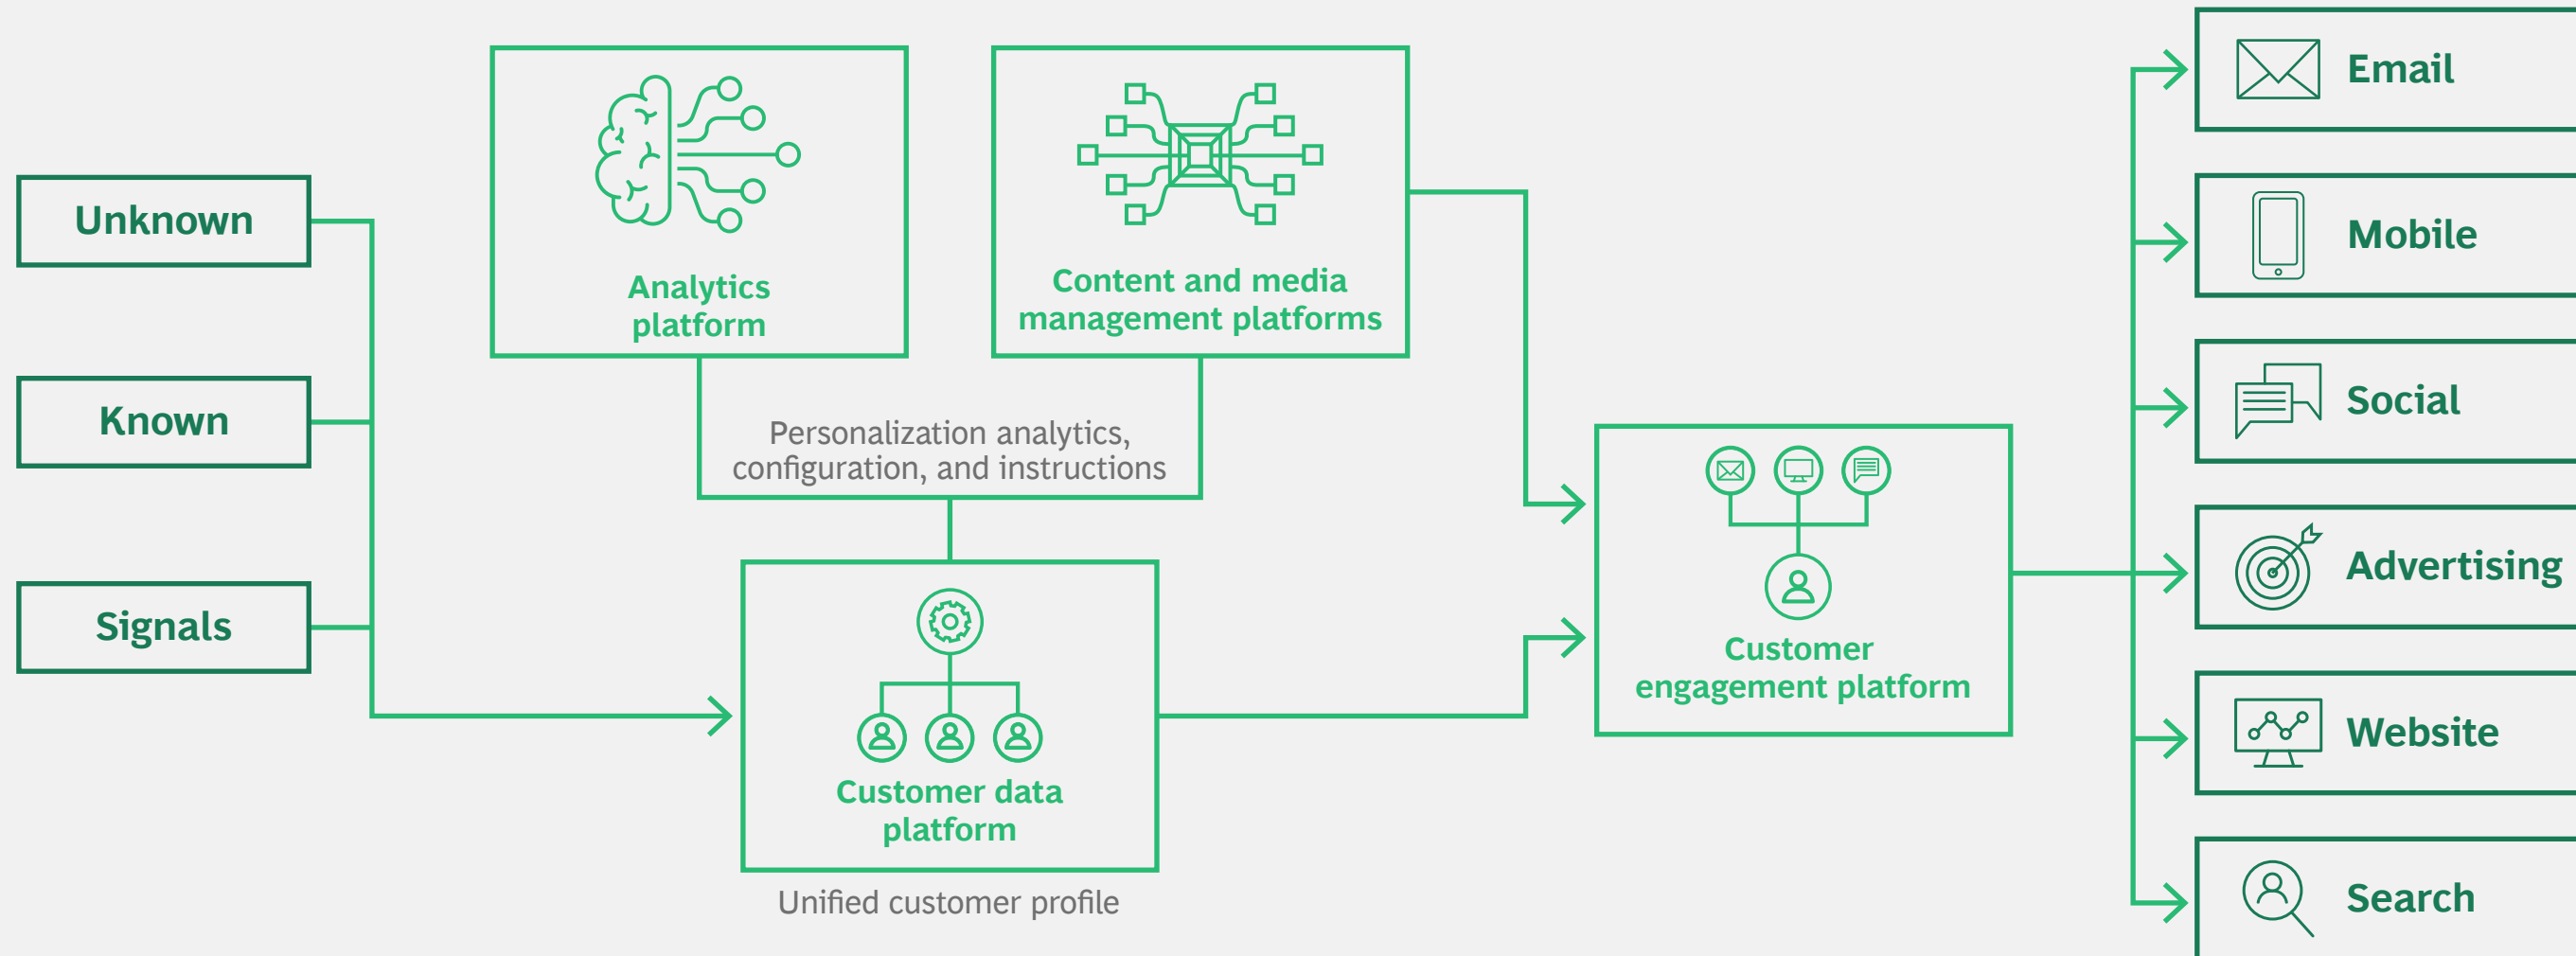 Unknown
Known
Signals
Analytics
platform
Content and media
management platforms
Personalization analytics,
configuration, and instructions
Customer data
platform
Unified customer profile
Customer
engagement platform
Email
Mobile
Social
Advertising
Website
Search